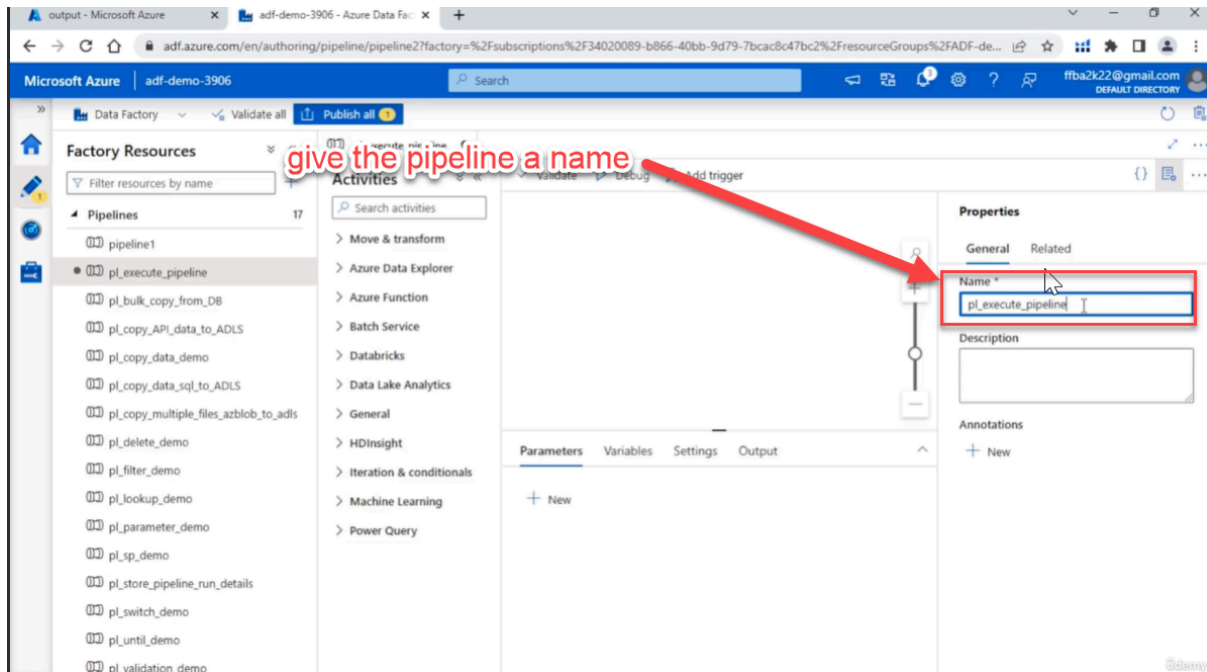 output - Microsoft Azure
adf-demo-3906 - Azure Data Fac
adf.azure.com/en/authoring/pipeline/pipeline2?factory=%2Fsubscriptions%2F34020089-b866-40bb-9d79-7bcac8c47bc2%2FresourceGroups%2FADF-de...
Microsoft Azure
adf-demo-3906
Search
3
ffba2k22@gmail.com
DEFAULT DIRECTORY
Data Factory
Validate all
Publish all 1
1
Factory Resources
Filter resources by name
Pipelines 17
pipeline1
pl_execute_pipeline
pl_bulk_copy_from_DB
pl_copy_API_data_to_ADLS
pl_copy_data_demo
pl_copy_data_sql_to_ADLS
pl_copy_multiple_files_azblob_to_adls
pl_delete_demo
pl_filter_demo
pl_lookup_demo
pl_parameter_demo
pl_sp_demo
pl_store_pipeline_run_details
pl_switch_demo
pl_until_demo
pl_validation_demo
give the pipeline a name
Activities
Search activities
Move & transform
Azure Data Explorer
Azure Function
Batch Service
Databricks
Data Lake Analytics
General
HDInsight
Iteration & conditionals
Machine Learning
Power Query
Validate
Debug
Add trigger
Parameters
Variables
Settings
Output
New
Properties
General
Related
Name *
pl_execute_pipeline
Description
Annotations
New
ûdemy